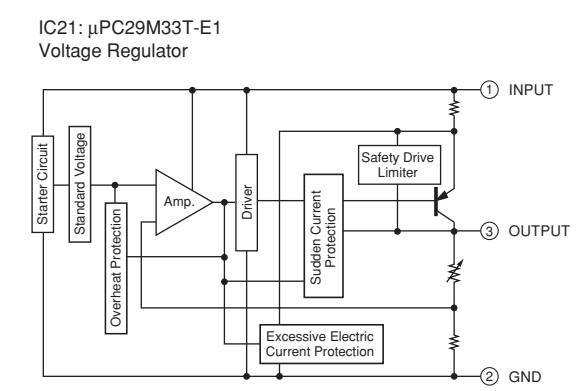 IC21: µPC29M33T-E1
Voltage Regulator
1 INPUT
Starter Circuit
Standard Voltage
Overheat Protection
Amp.
Driver
Sudden Current
Protection
Safety Drive
Limiter
3 OUTPUT
Excessive Electric
Current Protection
2 GND